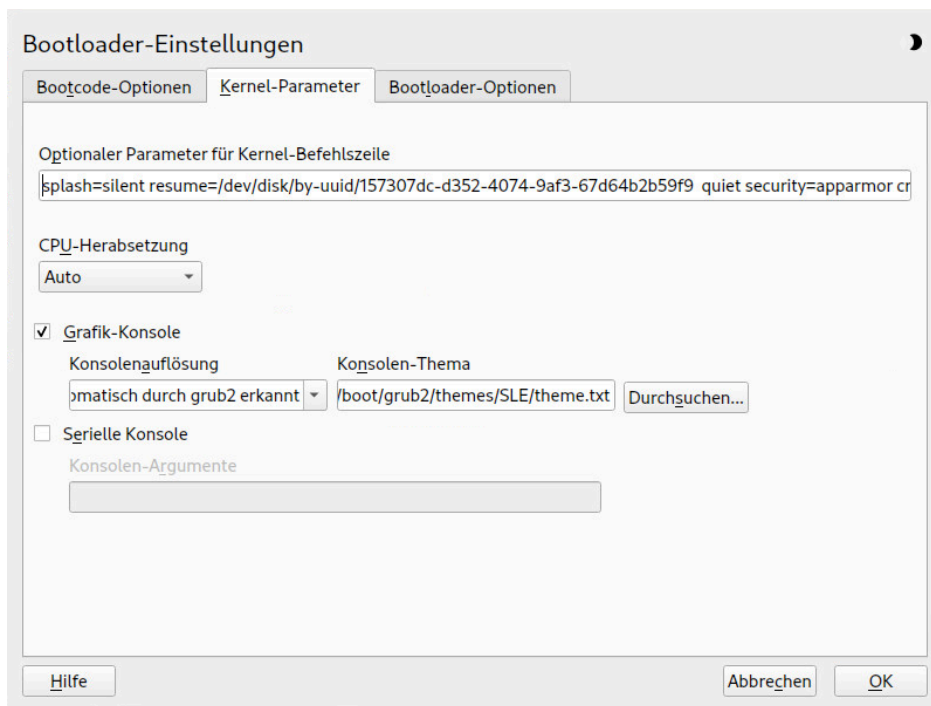 Bootloader-Einstellungen
Bootcode-Optionen Kernel-Parameter Bootloader-Optionen
Optionaler Parameter für Kernel-Befehlszeile
splash=silent resume=/dev/disk/by-uuid/157307dc-d352-4074-9af3-67d64b2b59f9 quiet security=apparmor cr
CPU-Herabsetzung
Auto
Grafik-Konsole
Konsolenauflösung Konsolen-Thema
omatisch durch grub2 erkannt /boot/grub2/themes/SLE/theme.txt Durchsuchen...
Serielle Konsole
Konsolen-Argumente
Hilfe Abbrechen OK